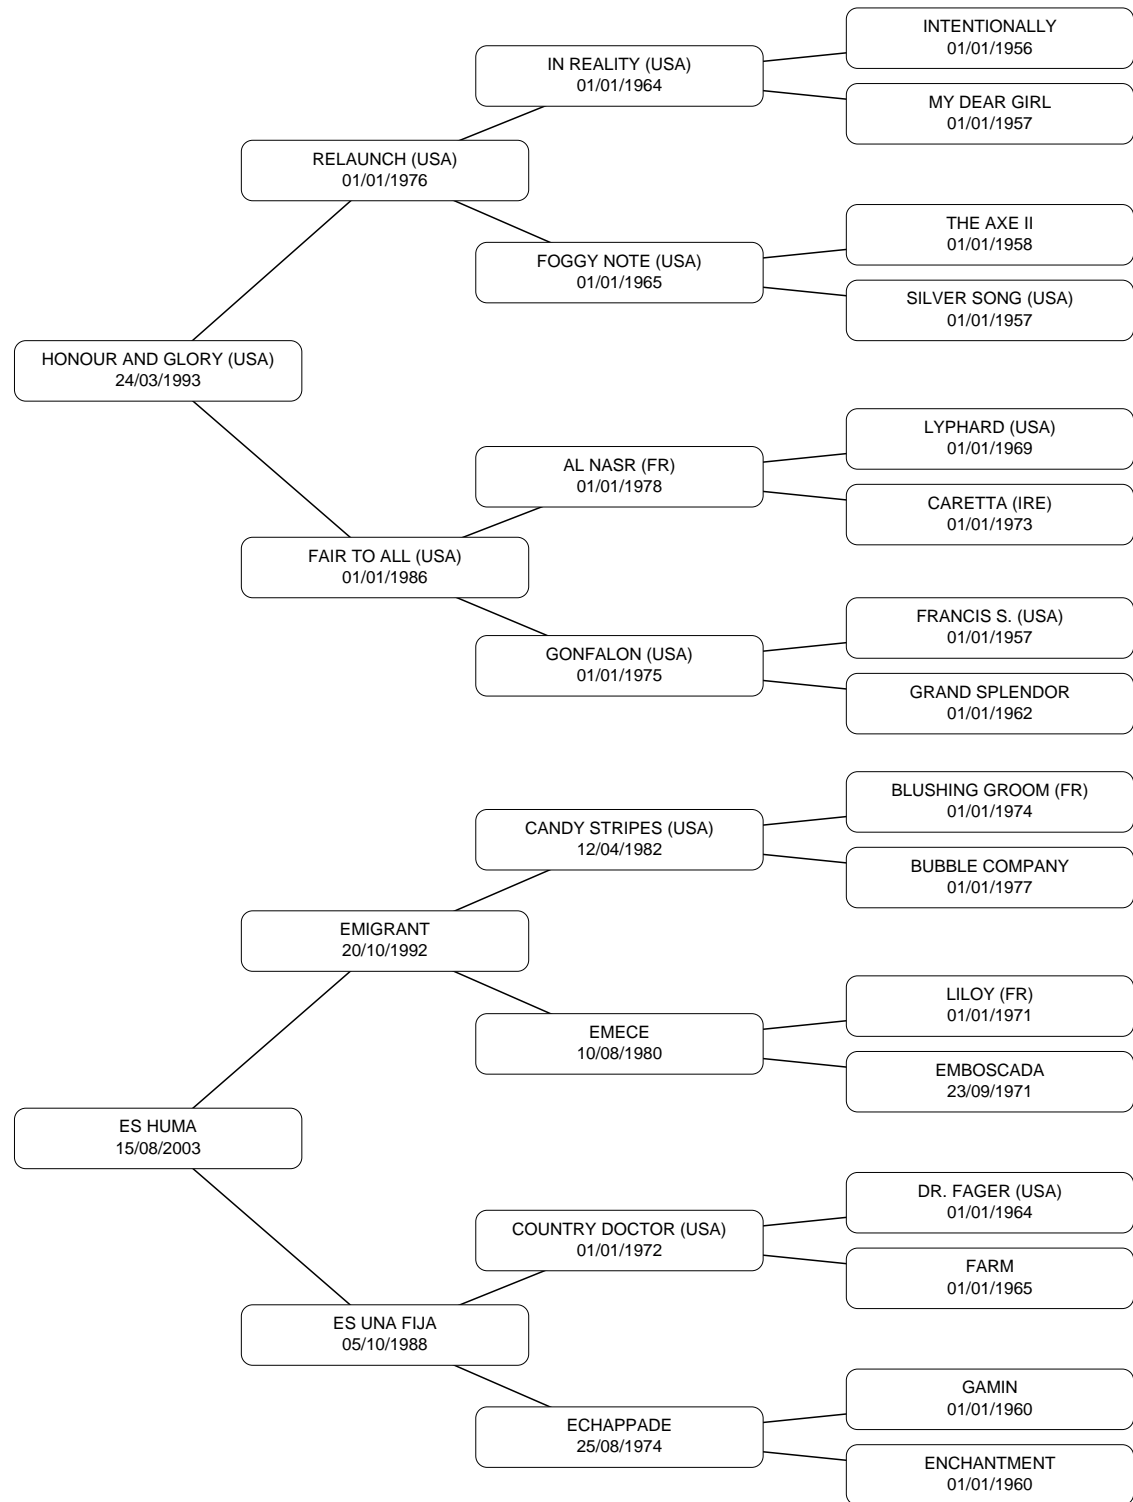 INTENTIONALLY
01/01/1956
IN REALITY (USA)
01/01/1964
MY DEAR GIRL
01/01/1957
RELAUNCH (USA)
01/01/1976
THE AXE II
01/01/1958
FOGGY NOTE (USA)
01/01/1965
SILVER SONG (USA)
01/01/1957
HONOUR AND GLORY (USA)
24/03/1993
LYPHARD (USA)
01/01/1969
AL NASR (FR)
01/01/1978
CARETTA (IRE)
01/01/1973
FAIR TO ALL (USA)
01/01/1986
FRANCIS S. (USA)
01/01/1957
GONFALON (USA)
01/01/1975
GRAND SPLENDOR
01/01/1962
BLUSHING GROOM (FR)
01/01/1974
CANDY STRIPES (USA)
12/04/1982
BUBBLE COMPANY
01/01/1977
EMIGRANT
20/10/1992
LILOY (FR)
01/01/1971
EMECE
10/08/1980
EMBOSCADA
23/09/1971
ES HUMA
15/08/2003
DR. FAGER (USA)
01/01/1964
COUNTRY DOCTOR (USA)
01/01/1972
FARM
01/01/1965
ES UNA FIJA
05/10/1988
GAMIN
01/01/1960
ECHAPPADE
25/08/1974
ENCHANTMENT
01/01/1960